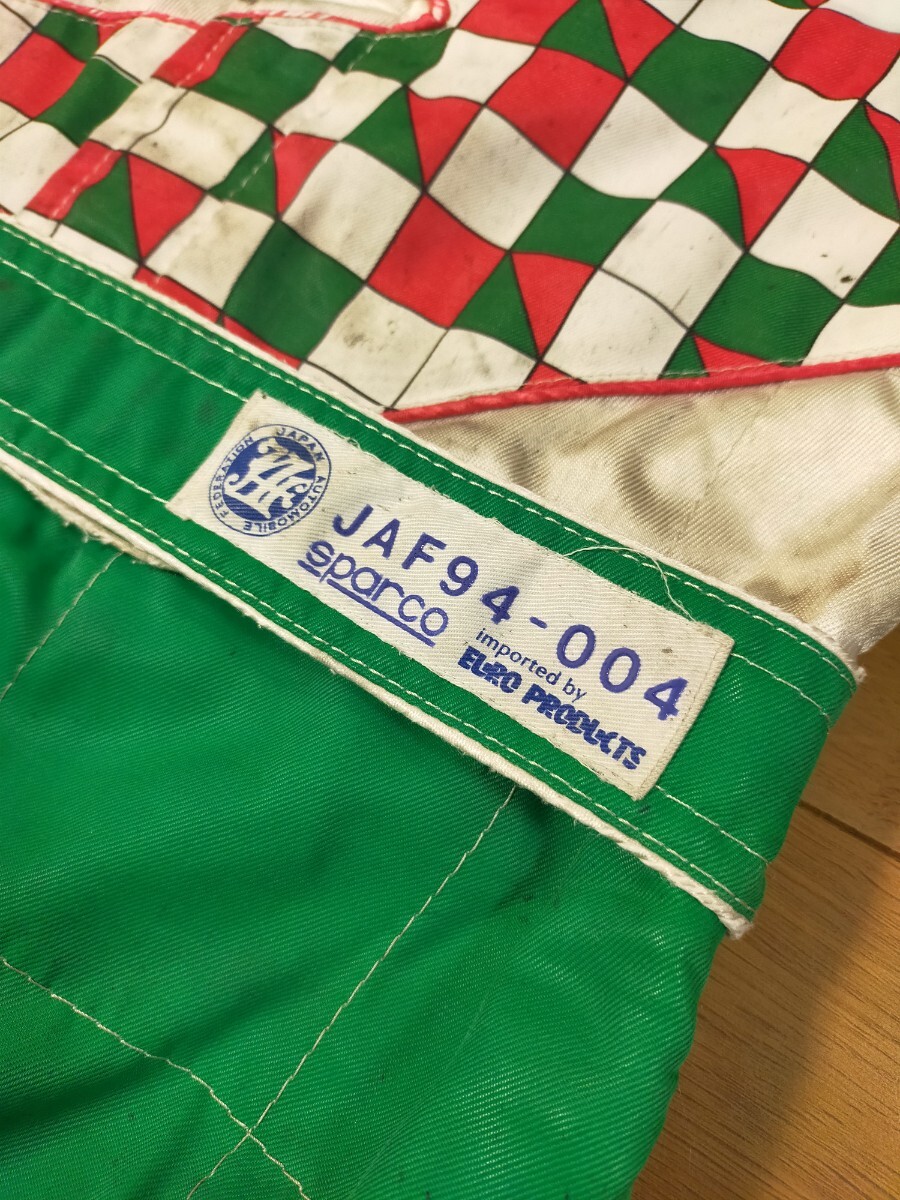 JAPAN AUTOMOBILE FEDERATION
JAF
JAF94-004
sparco
imported by
EURO PRODUCTS